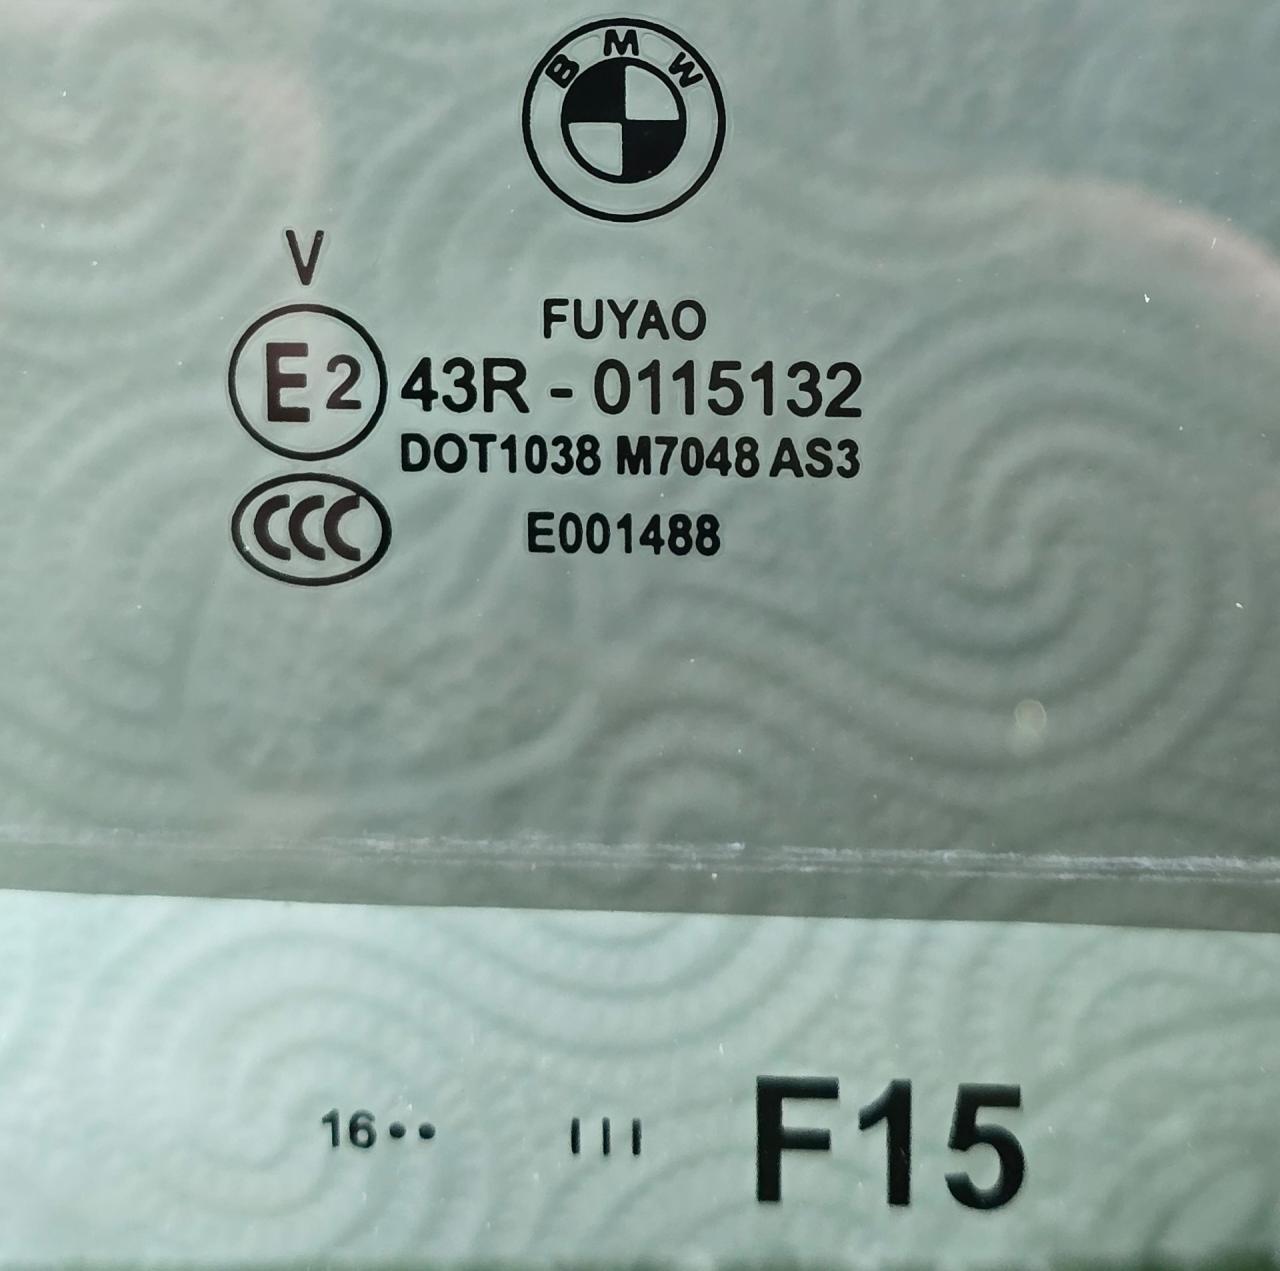 BMW
V
FUYAO
E2 43R - 0115132
DOT1038 M7048 AS3
CCC E001488
16•• III F15